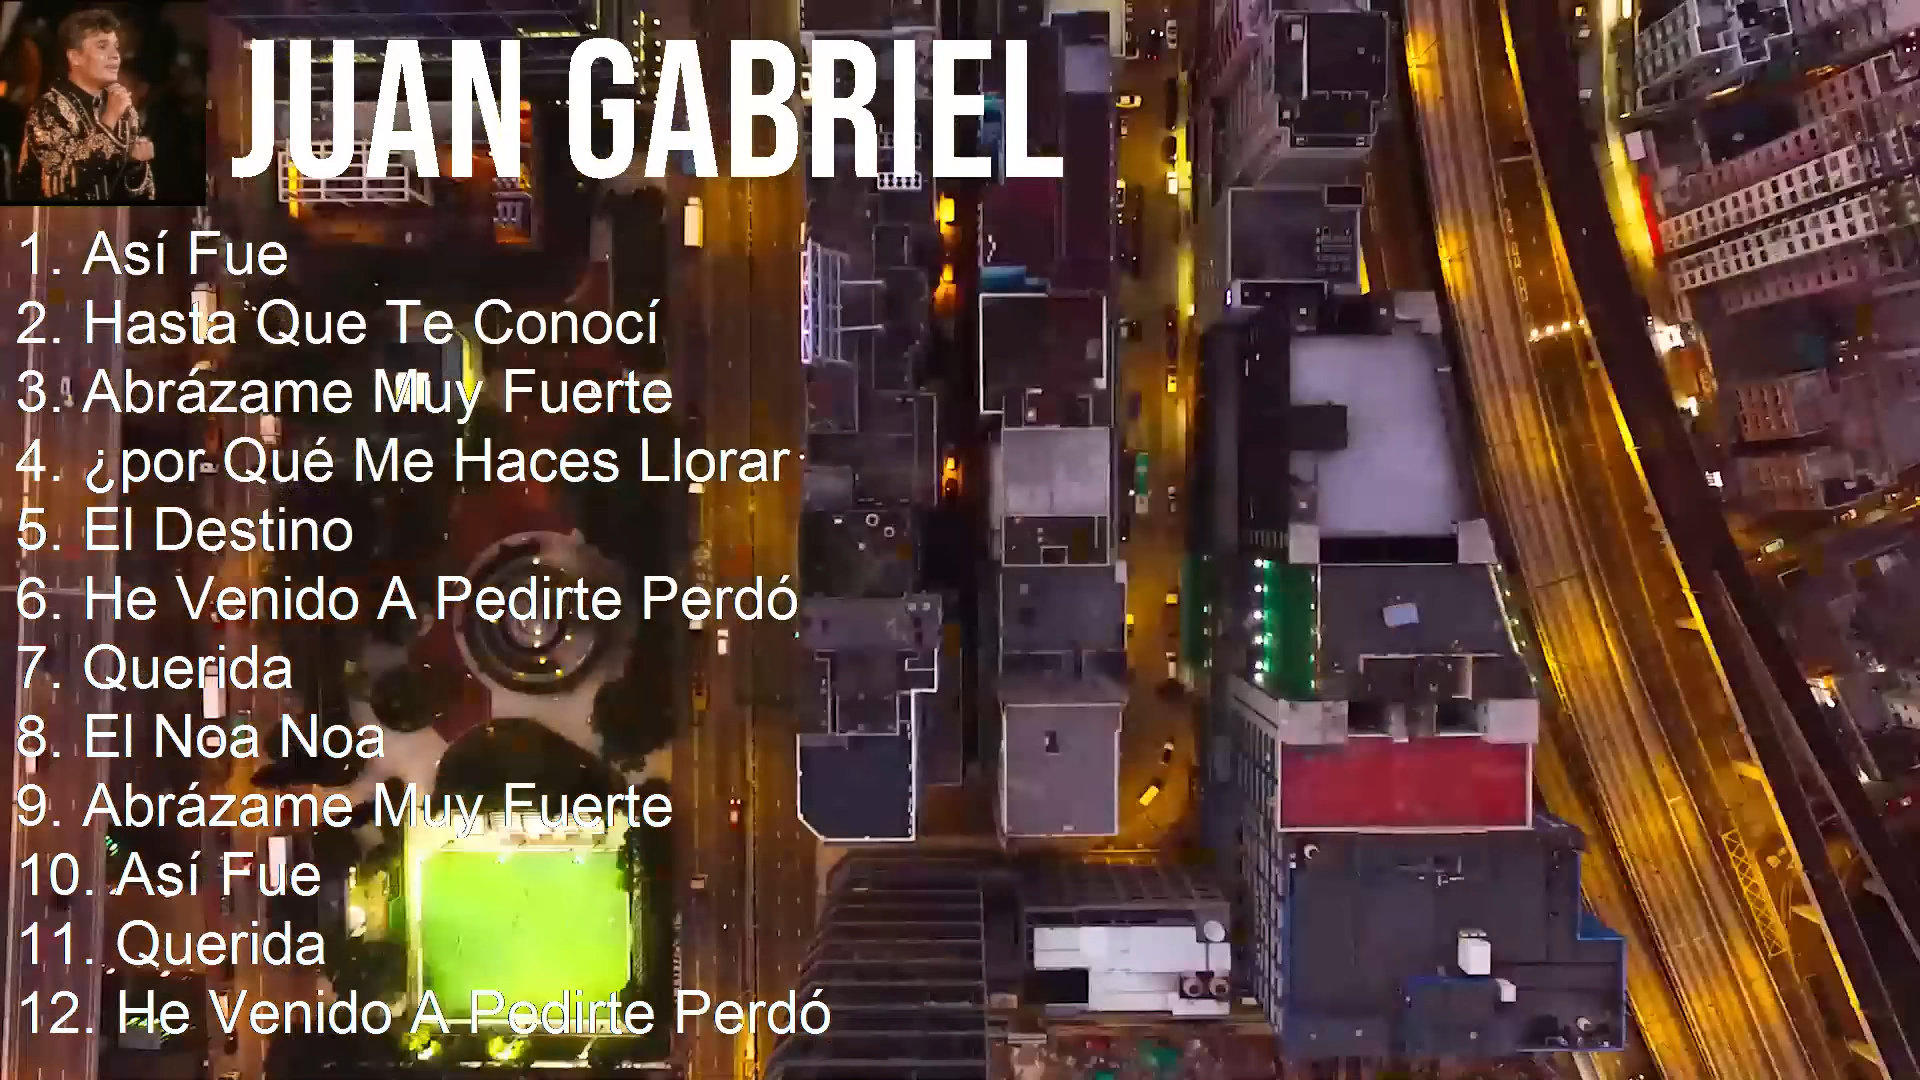 JUAN GABRIEL
1. Así Fue
2. Hasta Que Te Conocí
3. Abrázame Muy Fuerte
4. ¿por Qué Me Haces Llorar
5. El Destino
6. He Venido A Pedirte Perdó
7. Querida
8. El Noa Noa
9. Abrázame Muy Fuerte
10. Así Fue
11. Querida
12. He Venido A Pedirte Perdó